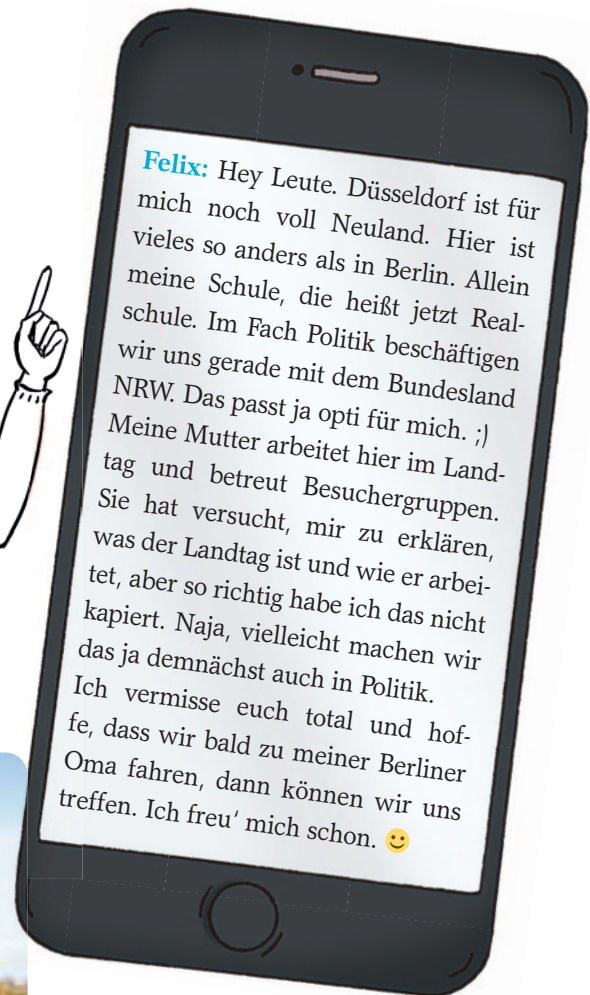 Felix: Hey Leute. Düsseldorf ist für
mich noch voll Neuland. Hier ist
vieles so anders als in Berlin. Allein
meine Schule, die heißt jetzt Real-
schule. Im Fach Politik beschäftigen
wir uns gerade mit dem Bundesland
NRW. Das passt ja opti für mich. ;)
Meine Mutter arbeitet hier im Land-
tag und betreut Besuchergruppen.
Sie hat versucht, mir zu erklären,
was der Landtag ist und wie er arbei-
tet, aber so richtig habe ich das nicht
kapiert. Naja, vielleicht machen wir
das ja demnächst auch in Politik.
Ich vermisse euch total und hof-
fe, dass wir bald zu meiner Berliner
Oma fahren, dann können wir uns
treffen. Ich freu' mich schon. 🙂